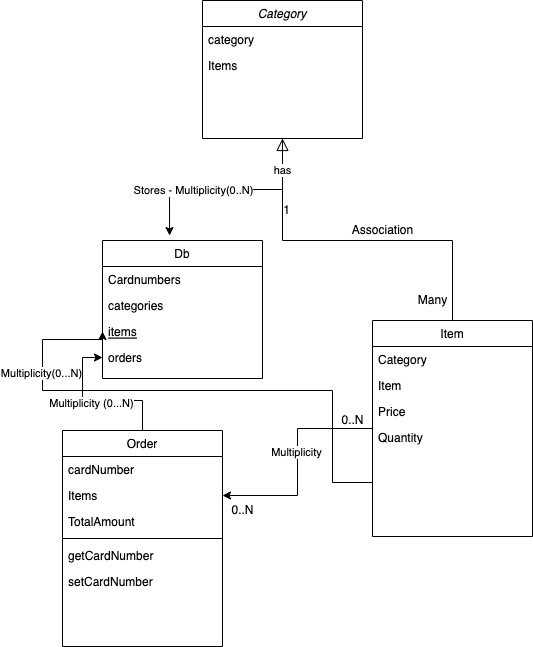 Category
category
Items
has
Stores - Multiplicity(0..N)
1
Association
Many
Db
Cardnumbers
categories
items
orders
Multiplicity(0...N)
Multiplicity (0...N)
Item
Category
Item
Price
Quantity
0..N
Multiplicity
0..N
Order
cardNumber
Items
TotalAmount
getCardNumber
setCardNumber